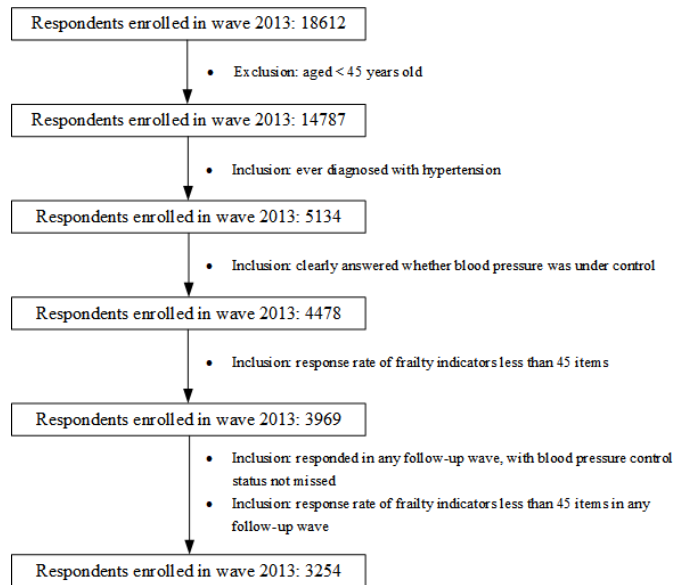 Respondents enrolled in wave 2013: 18612
• Exclusion: aged < 45 years old
Respondents enrolled in wave 2013: 14787
• Inclusion: ever diagnosed with hypertension
Respondents enrolled in wave 2013: 5134
• Inclusion: clearly answered whether blood pressure was under control
Respondents enrolled in wave 2013: 4478
• Inclusion: response rate of frailty indicators less than 45 items
Respondents enrolled in wave 2013: 3969
• Inclusion: responded in any follow-up wave, with blood pressure control
status not missed
• Inclusion: response rate of frailty indicators less than 45 items in any
follow-up wave
Respondents enrolled in wave 2013: 3254